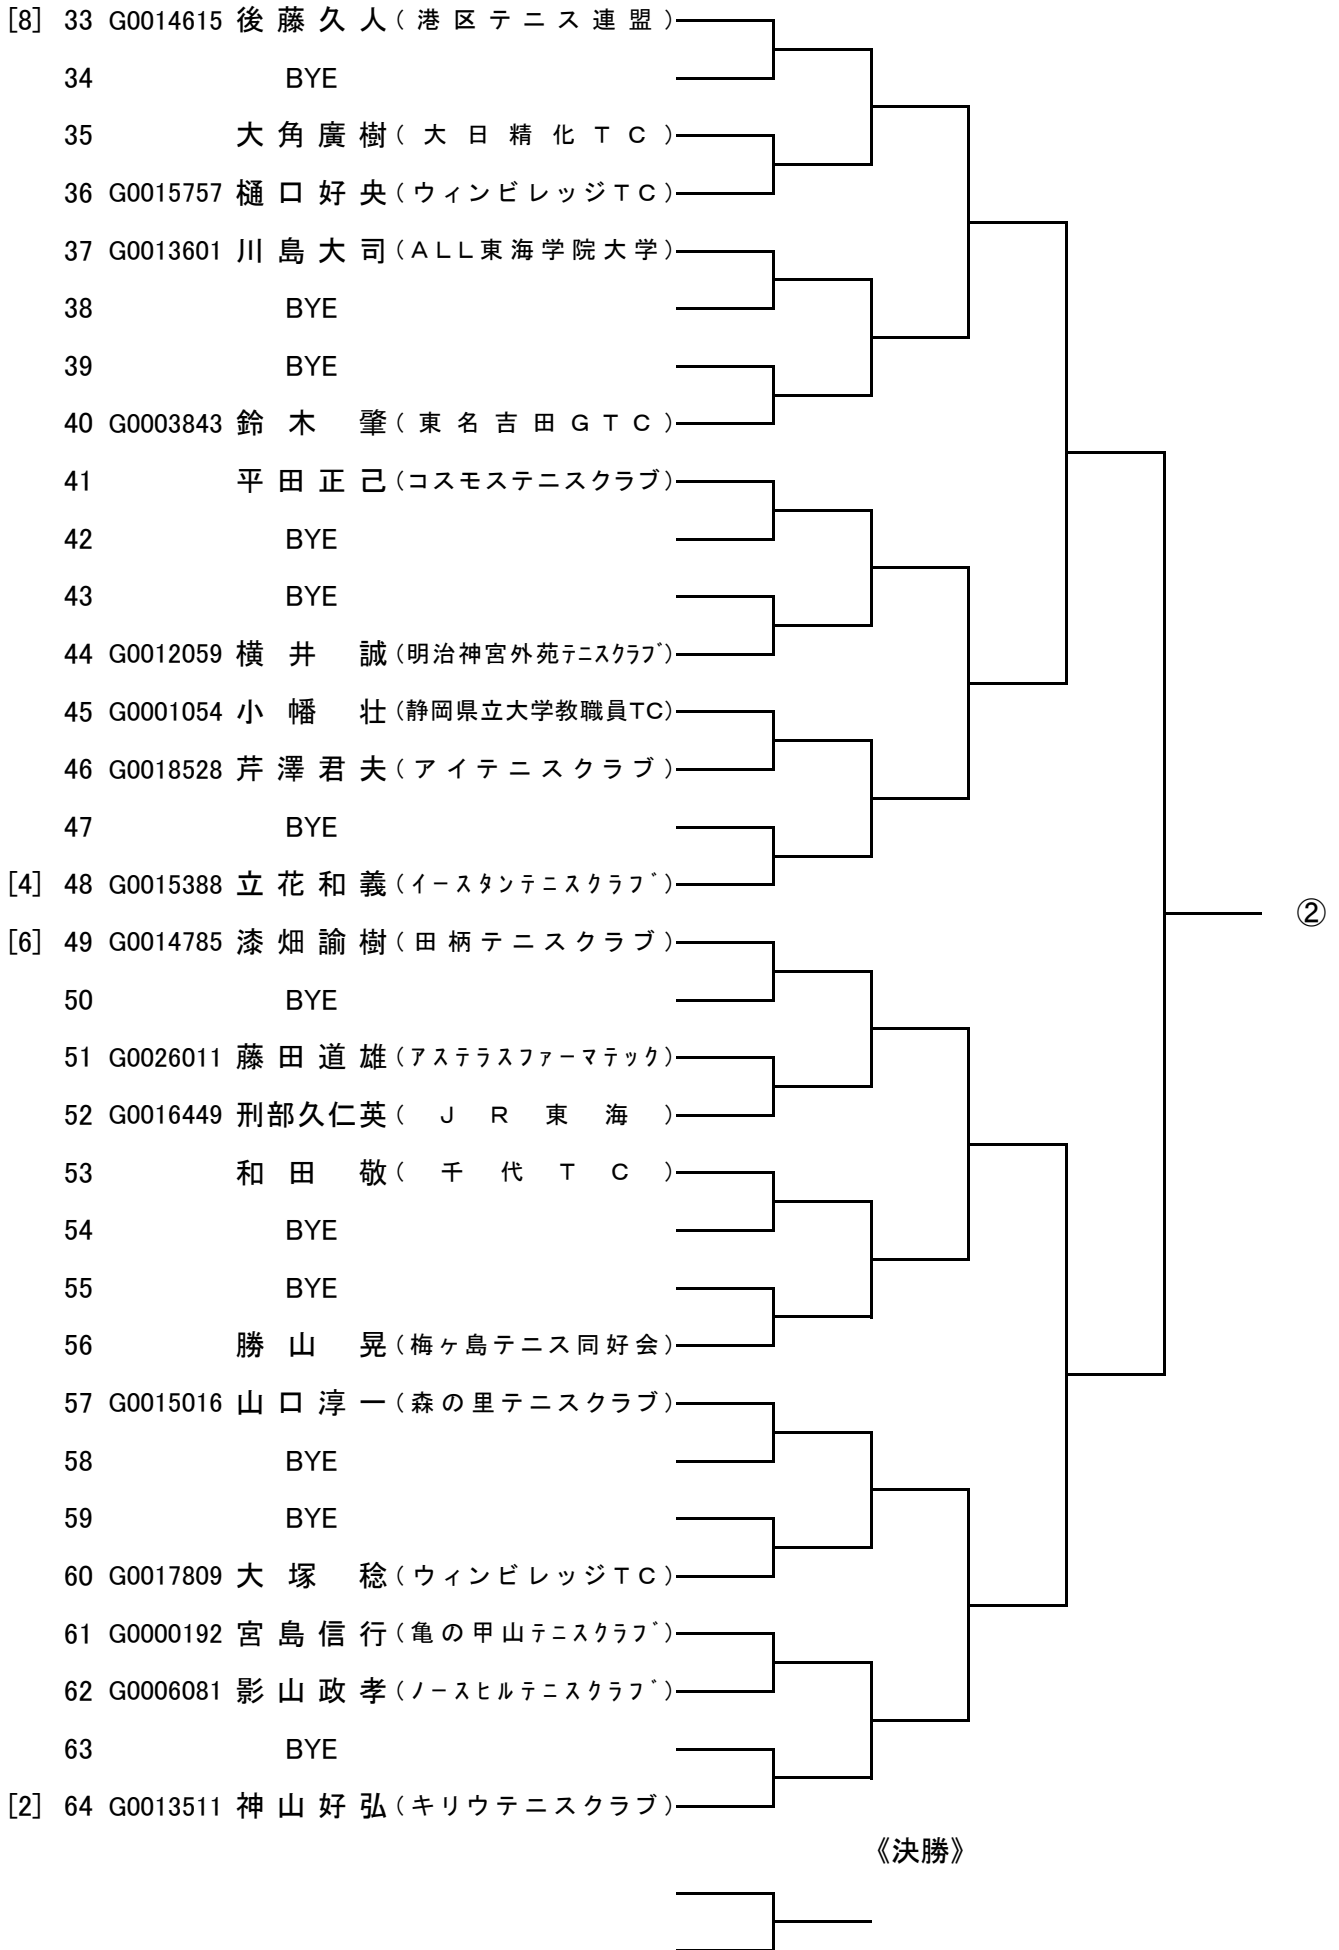 [8] 33 G0014615 後藤久人(港区テニス連盟)
34 BYE
35 大角廣樹(大日精化TC)
36 G0015757 樋口好央(ウィンビレッジTC)
37 G0013601 川島大司(ALL東海学院大学)
38 BYE
39 BYE
40 G0003843 鈴木 肇(東名吉田GTC)
41 平田正己(コスモステニスクラブ)
42 BYE
43 BYE
44 G0012059 横井 誠(明治神宮外苑ﾃﾆｽｸﾗﾌﾞ)
45 G0001054 小幡 壮(静岡県立大学教職員TC)
46 G0018528 芹澤君夫(アイテニスクラブ)
47 BYE
[4] 48 G0015388 立花和義(ｲｰｽﾀﾝﾃﾆｽｸﾗﾌﾞ)
②
[6] 49 G0014785 漆畑諭樹(田柄テニスクラブ)
50 BYE
51 G0026011 藤田道雄(ｱｽﾃﾗｽﾌｧｰﾏﾃｯｸ)
52 G0016449 刑部久仁英(JR東海)
53 和田 敬(千代TC)
54 BYE
55 BYE
56 勝山 晃(梅ヶ島テニス同好会)
57 G0015016 山口淳一(森の里テニスクラブ)
58 BYE
59 BYE
60 G0017809 大塚 稔(ウィンビレッジTC)
61 G0000192 宮島信行(亀の甲山ﾃﾆｽｸﾗﾌﾞ)
62 G0006081 影山政孝(ﾉｰｽﾋﾙﾃﾆｽｸﾗﾌﾞ)
63 BYE
[2] 64 G0013511 神山好弘(キリウテニスクラブ)
《決勝》